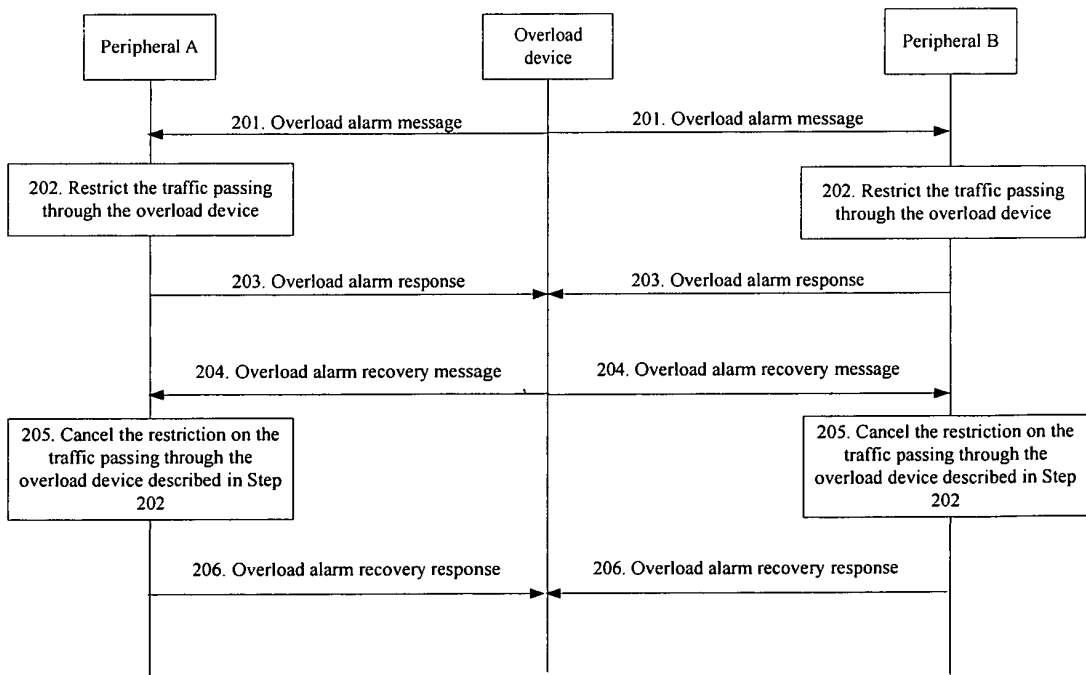 Peripheral A
Overload
device
Peripheral B
201. Overload alarm message
201. Overload alarm message
202. Restrict the traffic passing
through the overload device
202. Restrict the traffic passing
through the overload device
203. Overload alarm response
203. Overload alarm response
204. Overload alarm recovery message
204. Overload alarm recovery message
205. Cancel the restriction on the
traffic passing through the
overload device described in Step
202
205. Cancel the restriction on the
traffic passing through the
overload device described in Step
202
206. Overload alarm recovery response
206. Overload alarm recovery response